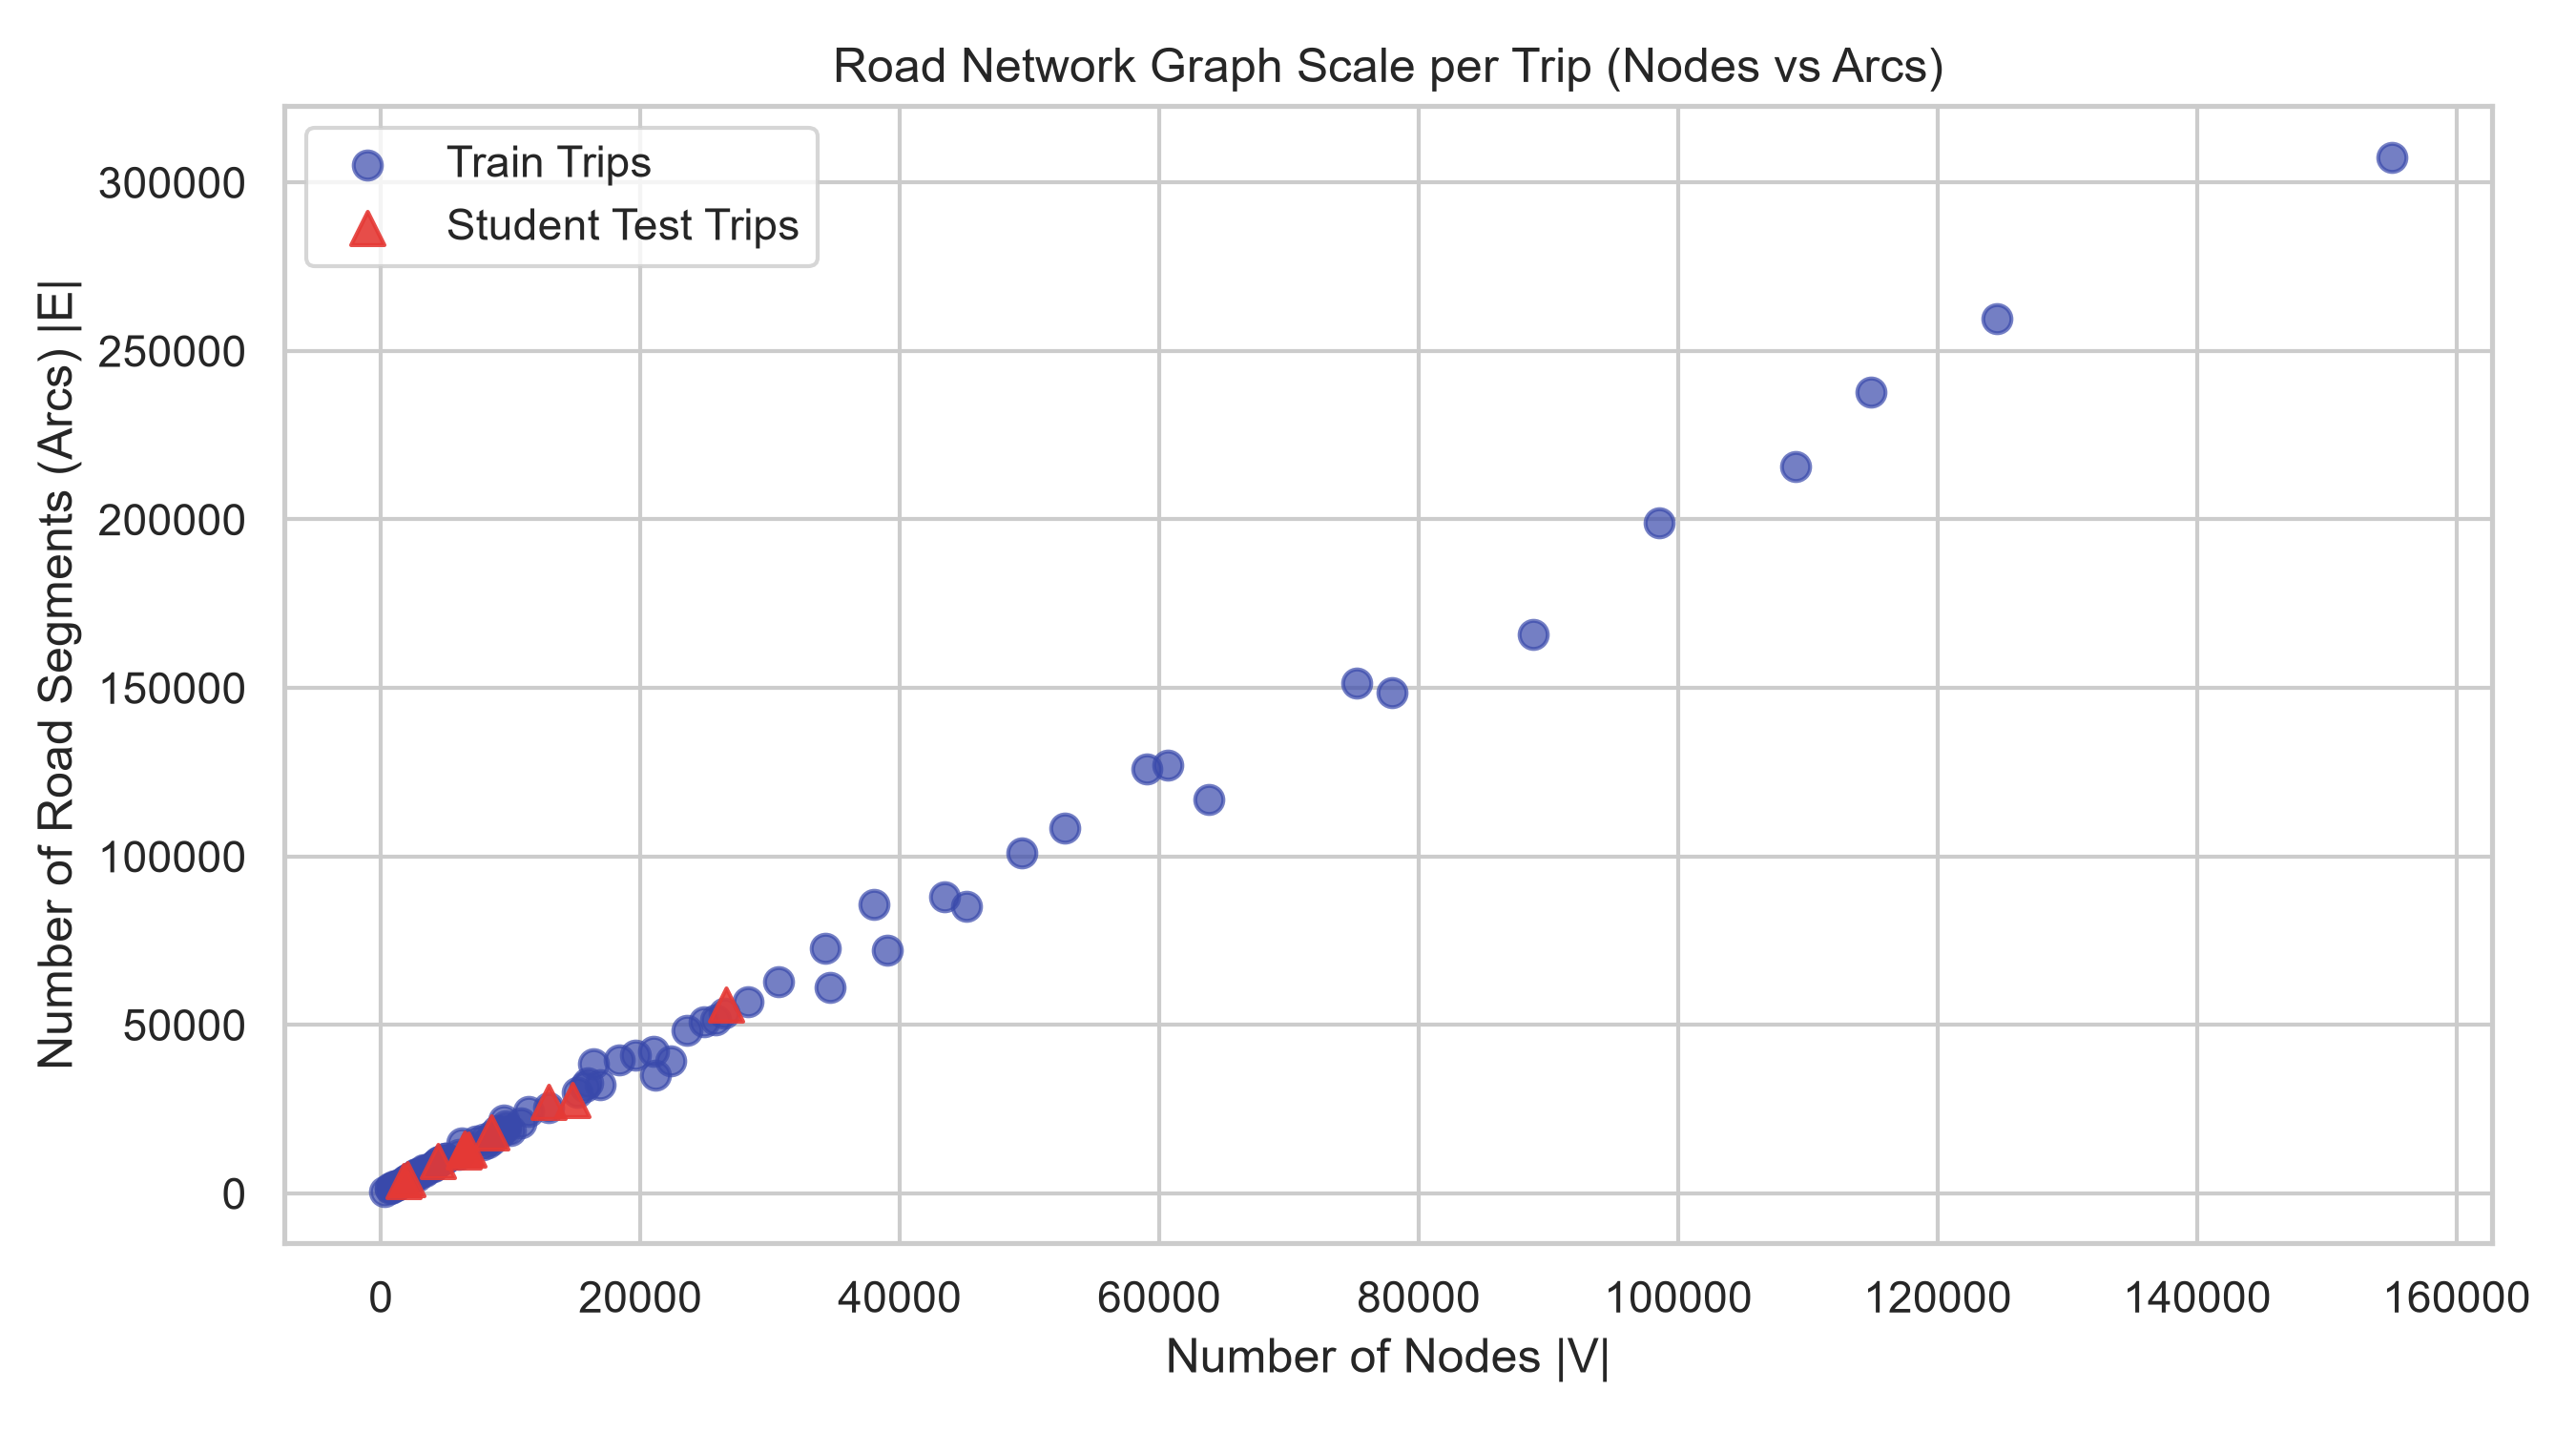 Road Network Graph Scale per Trip (Nodes vs Arcs)
Train Trips
Student Test Trips
Number of Road Segments (Arcs) |E|
300000
250000
200000
150000
100000
50000
0
0 20000 40000 60000 80000 100000 120000 140000 160000
Number of Nodes |V|